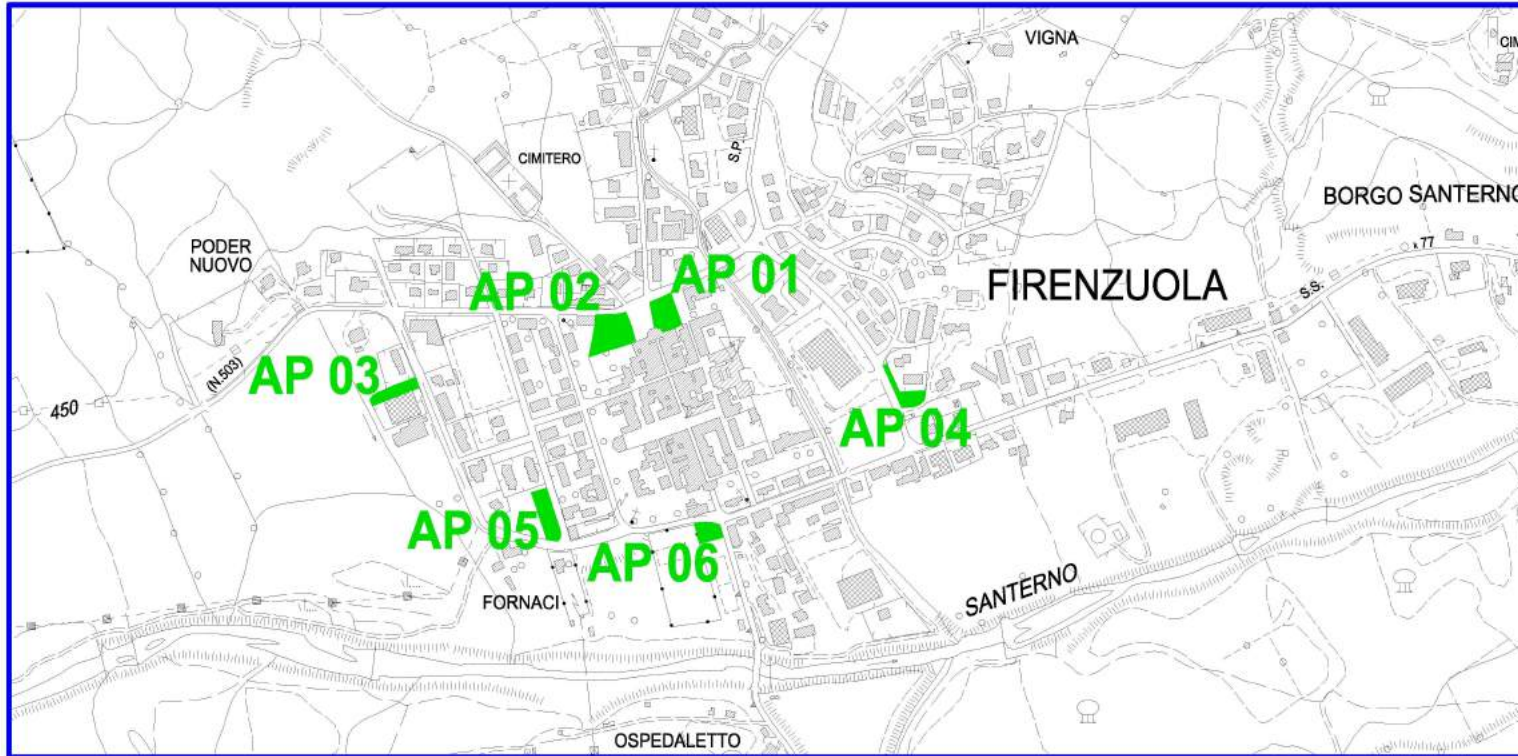 VIGNA
CIM
CIMITERO
S.P.
BORGO SANTERNO
PODER
NUOVO
77
AP 01
AP 02
FIRENZUOLA
S.S.
(N.503)
AP 03
450
AP 04
AP 05
AP 06
SANTERNO
FORNACI
OSPEDALETTO